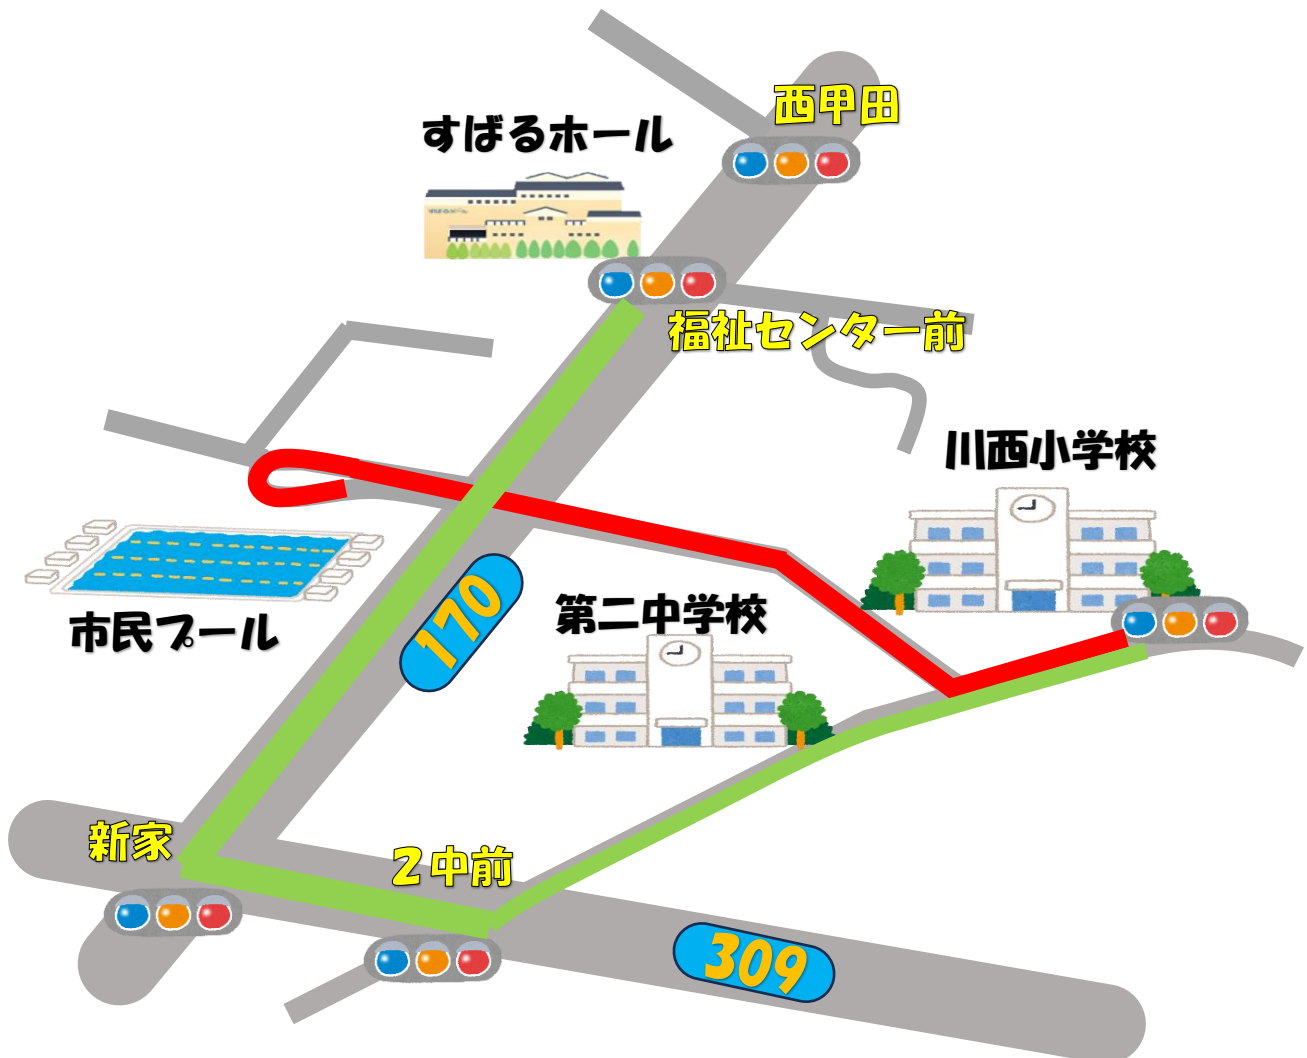 西甲田
すばるホール
福祉センター前
川西小学校
170
第二中学校
市民プール
新家
2中前
309